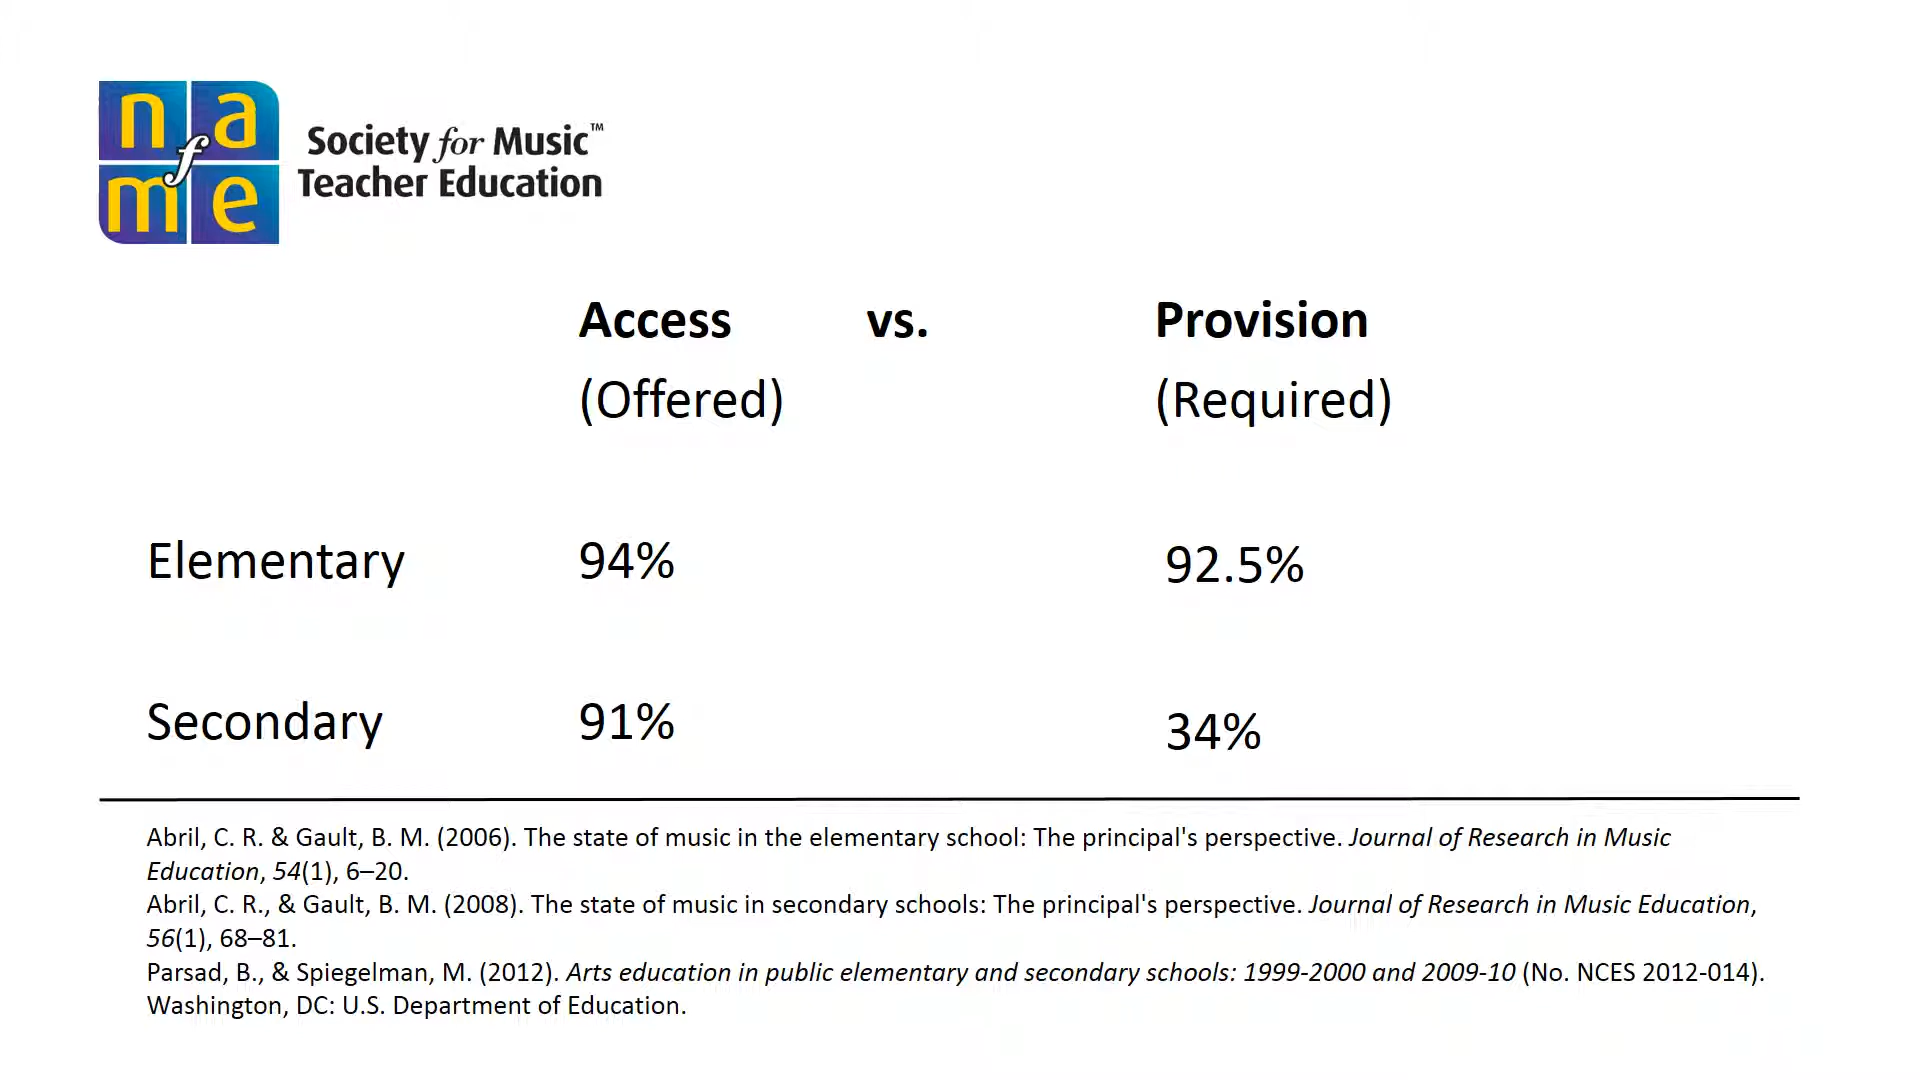 na
f
me
Society for Music™
Teacher Education
Access vs. Provision
(Offered) (Required)
Elementary 94% 92.5%
Secondary 91% 34%
Abril, C. R. & Gault, B. M. (2006). The state of music in the elementary school: The principal's perspective. Journal of Research in Music
Education, 54(1), 6–20.
Abril, C. R., & Gault, B. M. (2008). The state of music in secondary schools: The principal's perspective. Journal of Research in Music Education,
56(1), 68–81.
Parsad, B., & Spiegelman, M. (2012). Arts education in public elementary and secondary schools: 1999-2000 and 2009-10 (No. NCES 2012-014).
Washington, DC: U.S. Department of Education.